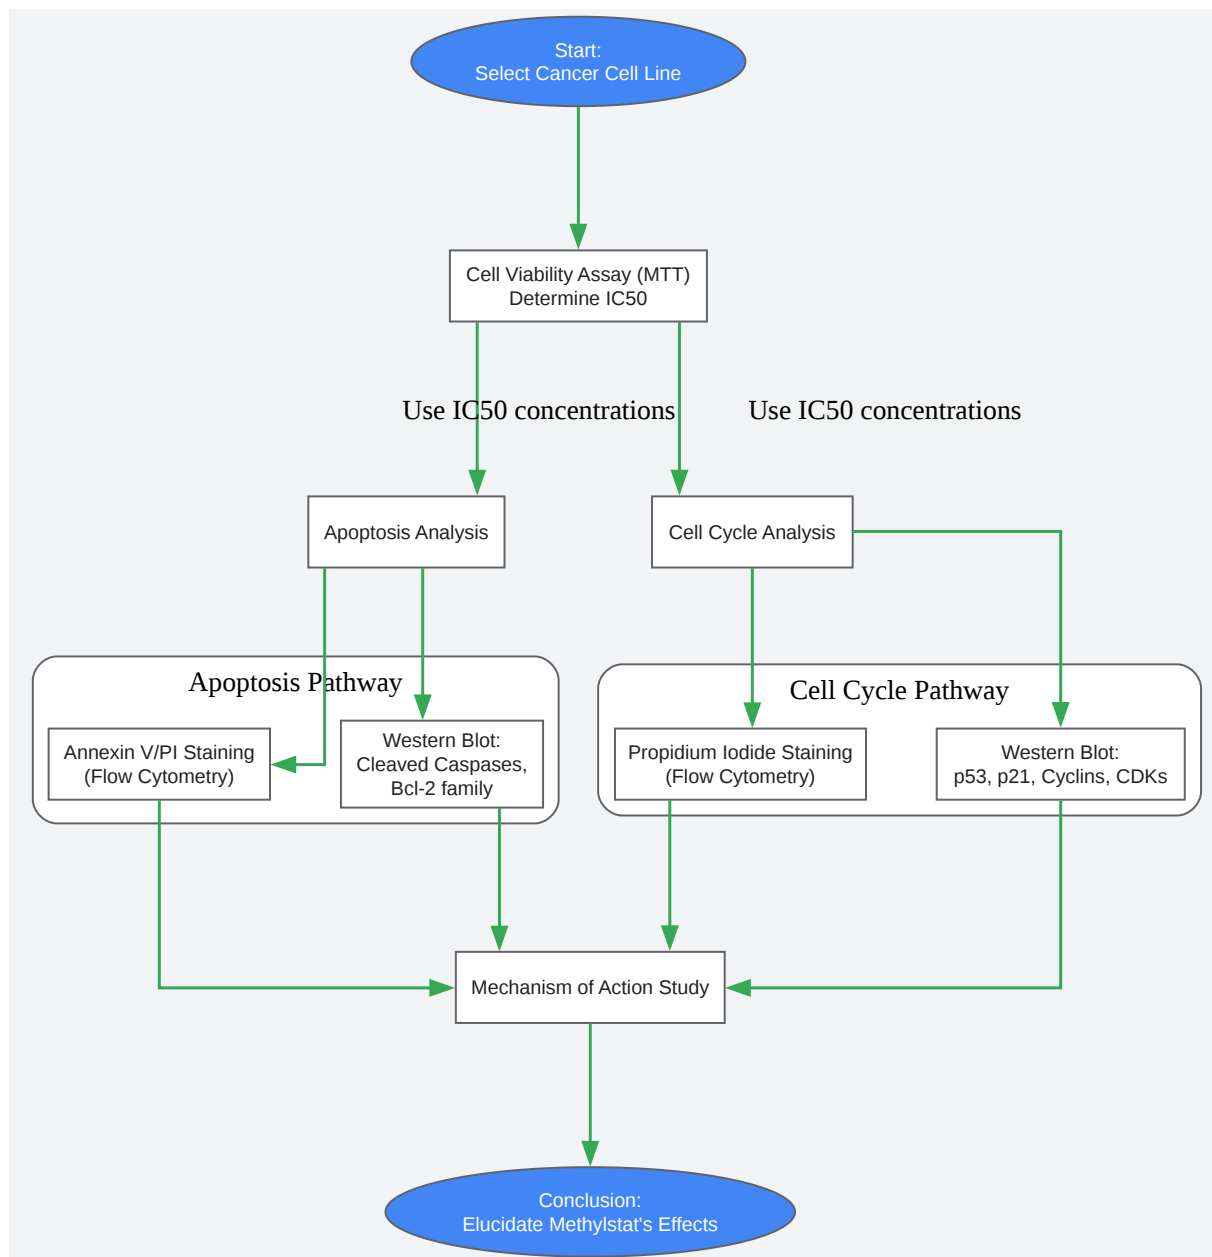 Start:
Select Cancer Cell Line
Cell Viability Assay (MTT)
Determine IC50
Use IC50 concentrations
Use IC50 concentrations
Apoptosis Analysis
Cell Cycle Analysis
Apoptosis Pathway
Annexin V/PI Staining
(Flow Cytometry)
Western Blot:
Cleaved Caspases,
Bcl-2 family
Cell Cycle Pathway
Propidium Iodide Staining
(Flow Cytometry)
Western Blot:
p53, p21, Cyclins, CDKs
Mechanism of Action Study
Conclusion:
Elucidate Methylstat's Effects